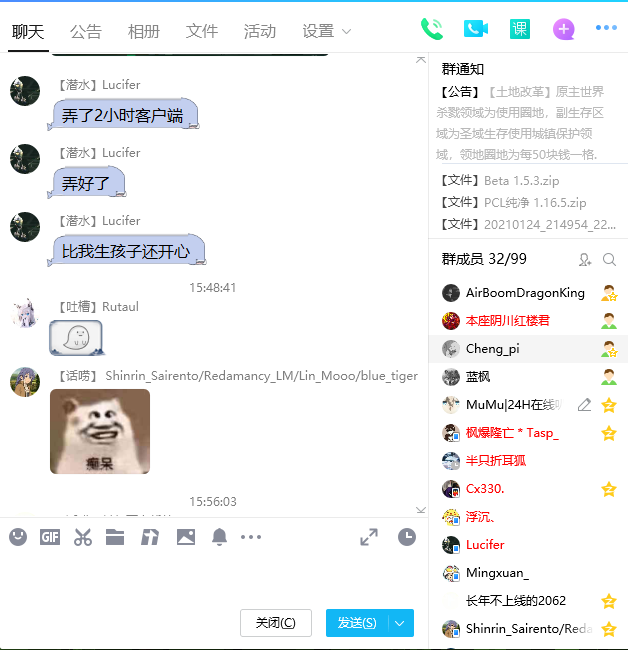 聊天 公告 相册 文件 活动 设置
课
【潜水】Lucifer
弄了2小时客户端
【潜水】Lucifer
弄好了
【潜水】Lucifer
比我生孩子还开心
15:48:41
【吐槽】Rutaul
【话唠】Shinrin_Sairento/Redamancy_LM/Lin_Mooo/blue_tiger
痴呆
15:56:03
GIF
关闭(C) 发送(S)
群通知
【公告】【土地改革】原主世界
杀戮领域为使用圈地，副生存区
域为圣域生存使用城镇保护领
域，领地圈地为每50块钱一格.
【文件】Beta 1.5.3.zip
【文件】PCL纯净 1.16.5.zip
【文件】20210124_214954_22...
群成员 32/99
AirBoomDragonKing
本座阴川红楼君
Cheng_pi
蓝枫
MuMu|24H在线
枫爆隆亡 * Tasp_
半只折耳狐
Cx330.
浮沉、
Lucifer
Mingxuan_
长年不上线的2062
Shinrin_Sairento/Reda